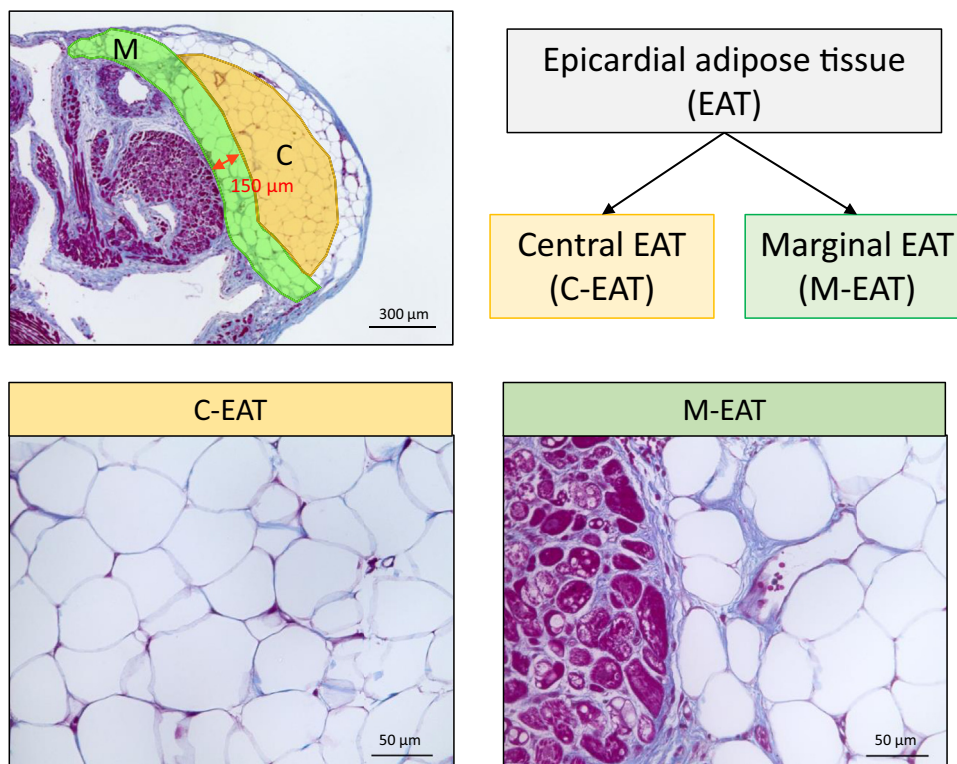 M
C
150 µm
300 µm
Epicardial adipose tissue
(EAT)
Central EAT
(C-EAT)
Marginal EAT
(M-EAT)
C-EAT
50 µm
M-EAT
50 µm